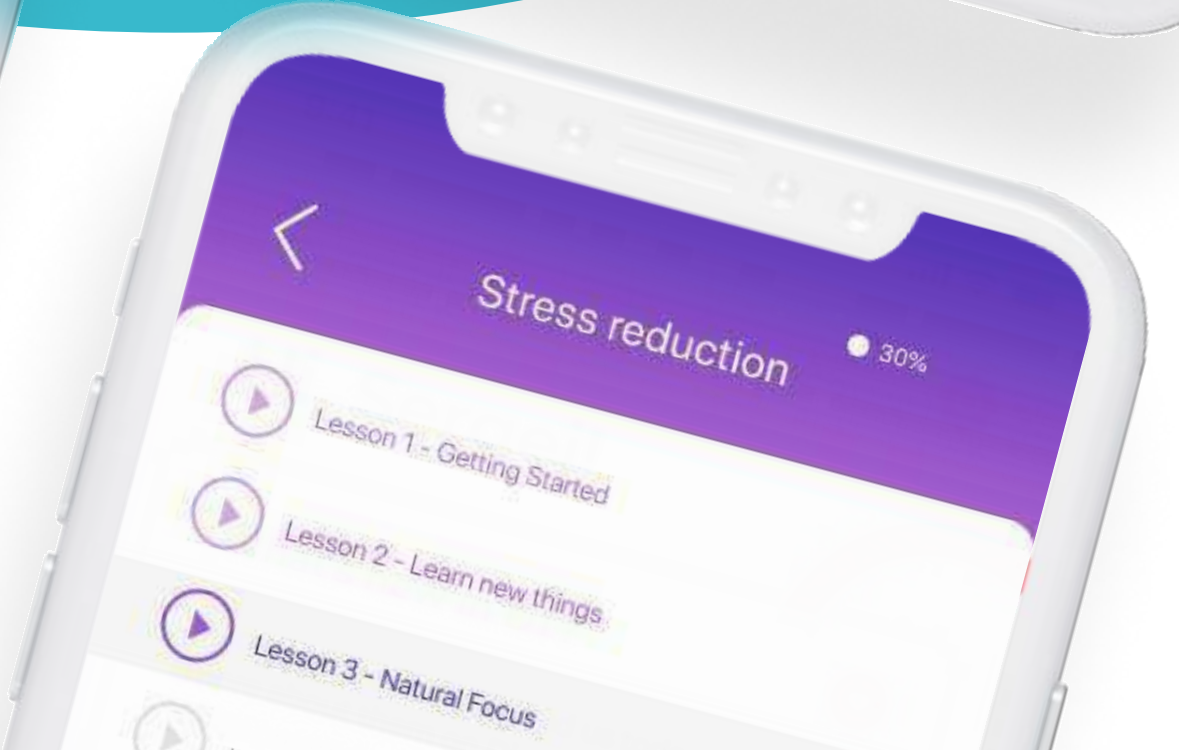 Stress reduction
30%
Lesson 1 - Getting Started
Lesson 2 - Learn new things
Lesson 3 - Natural Focus